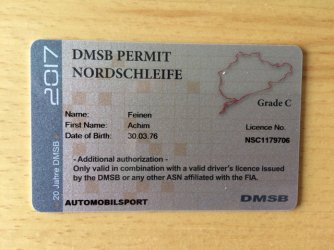 2017
20 Jahre DMSB
DMSB PERMIT
NORDSCHLEIFE
Grade C
Name: Feinen
First Name: Achim
Date of Birth: 30.03.76
Licence No.
NSC1179706
- Additional authorization -
Only valid in combination with a valid driver's licence issued
by the DMSB or any other ASN affiliated with the FIA.
AUTOMOBILSPORT
DMSB